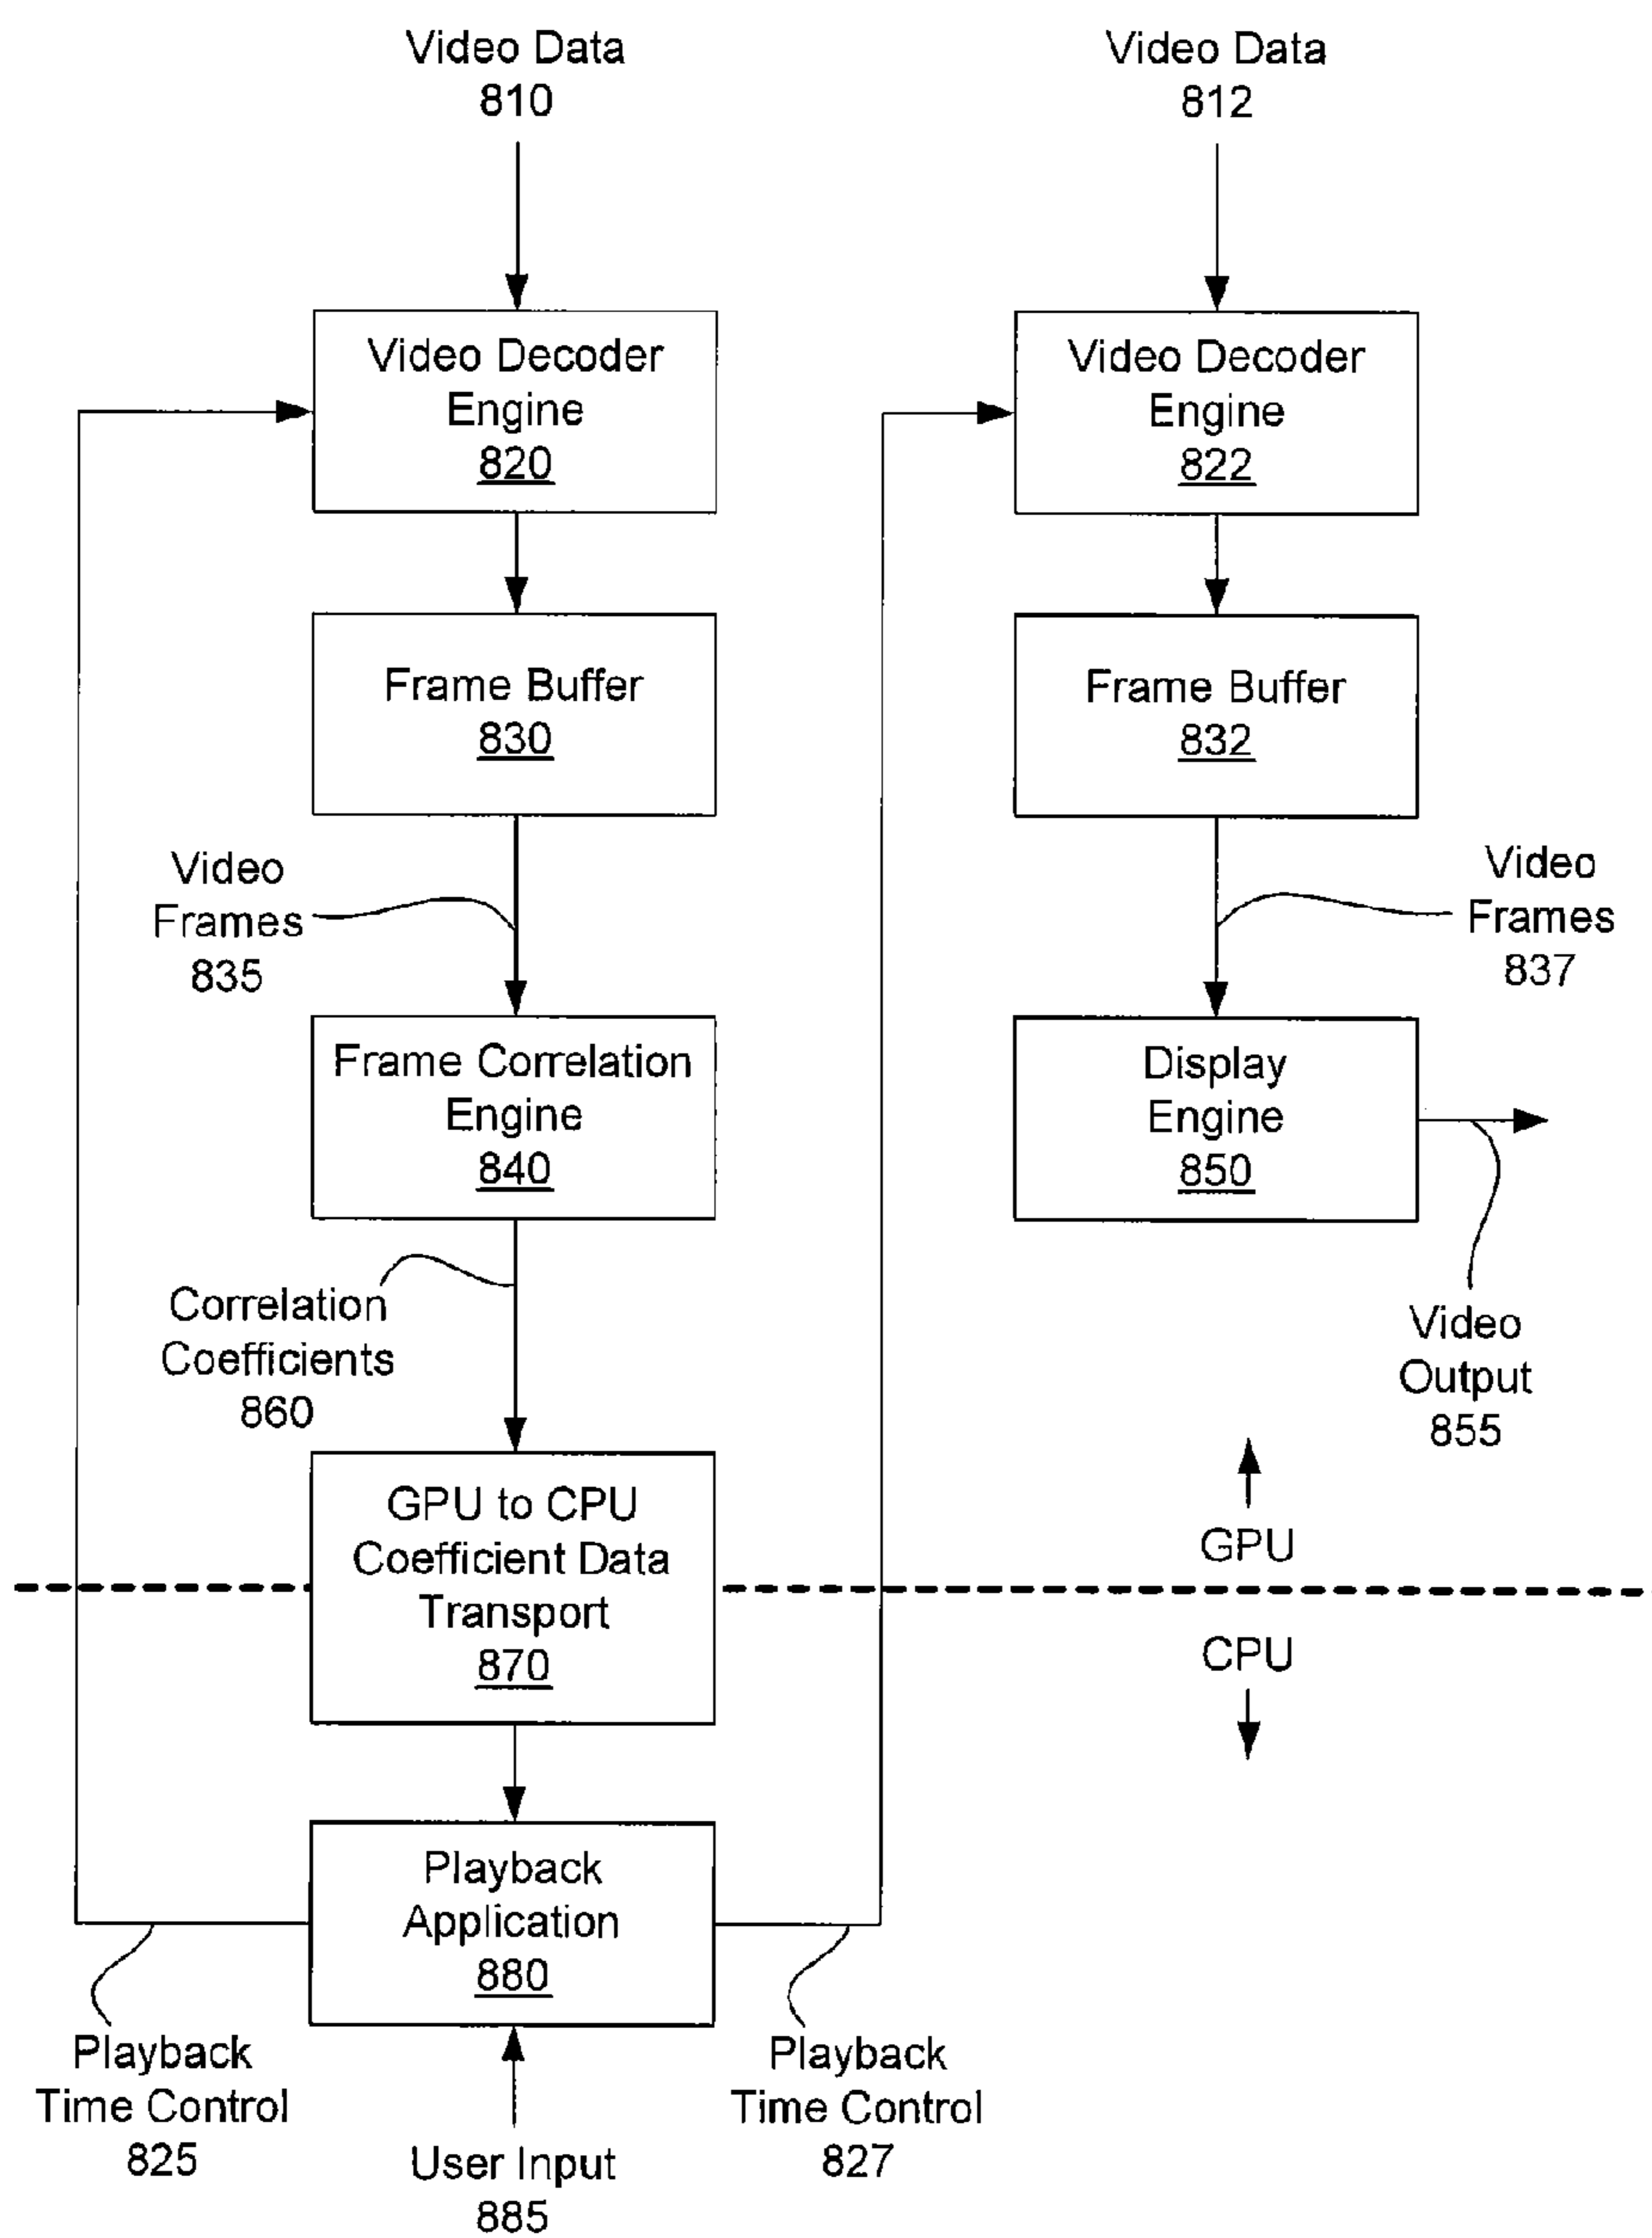 Video Data
810
Video Data
812
Video Decoder
Engine
820
Video Decoder
Engine
822
Frame Buffer
830
Frame Buffer
832
Video
Frames
835
Video
Frames
837
Frame Correlation
Engine
840
Display
Engine
850
Correlation
Coefficients
860
Video
Output
855
GPU to CPU
Coefficient Data
Transport
870
GPU
CPU
Playback
Application
880
Playback
Time Control
825
User Input
885
Playback
Time Control
827